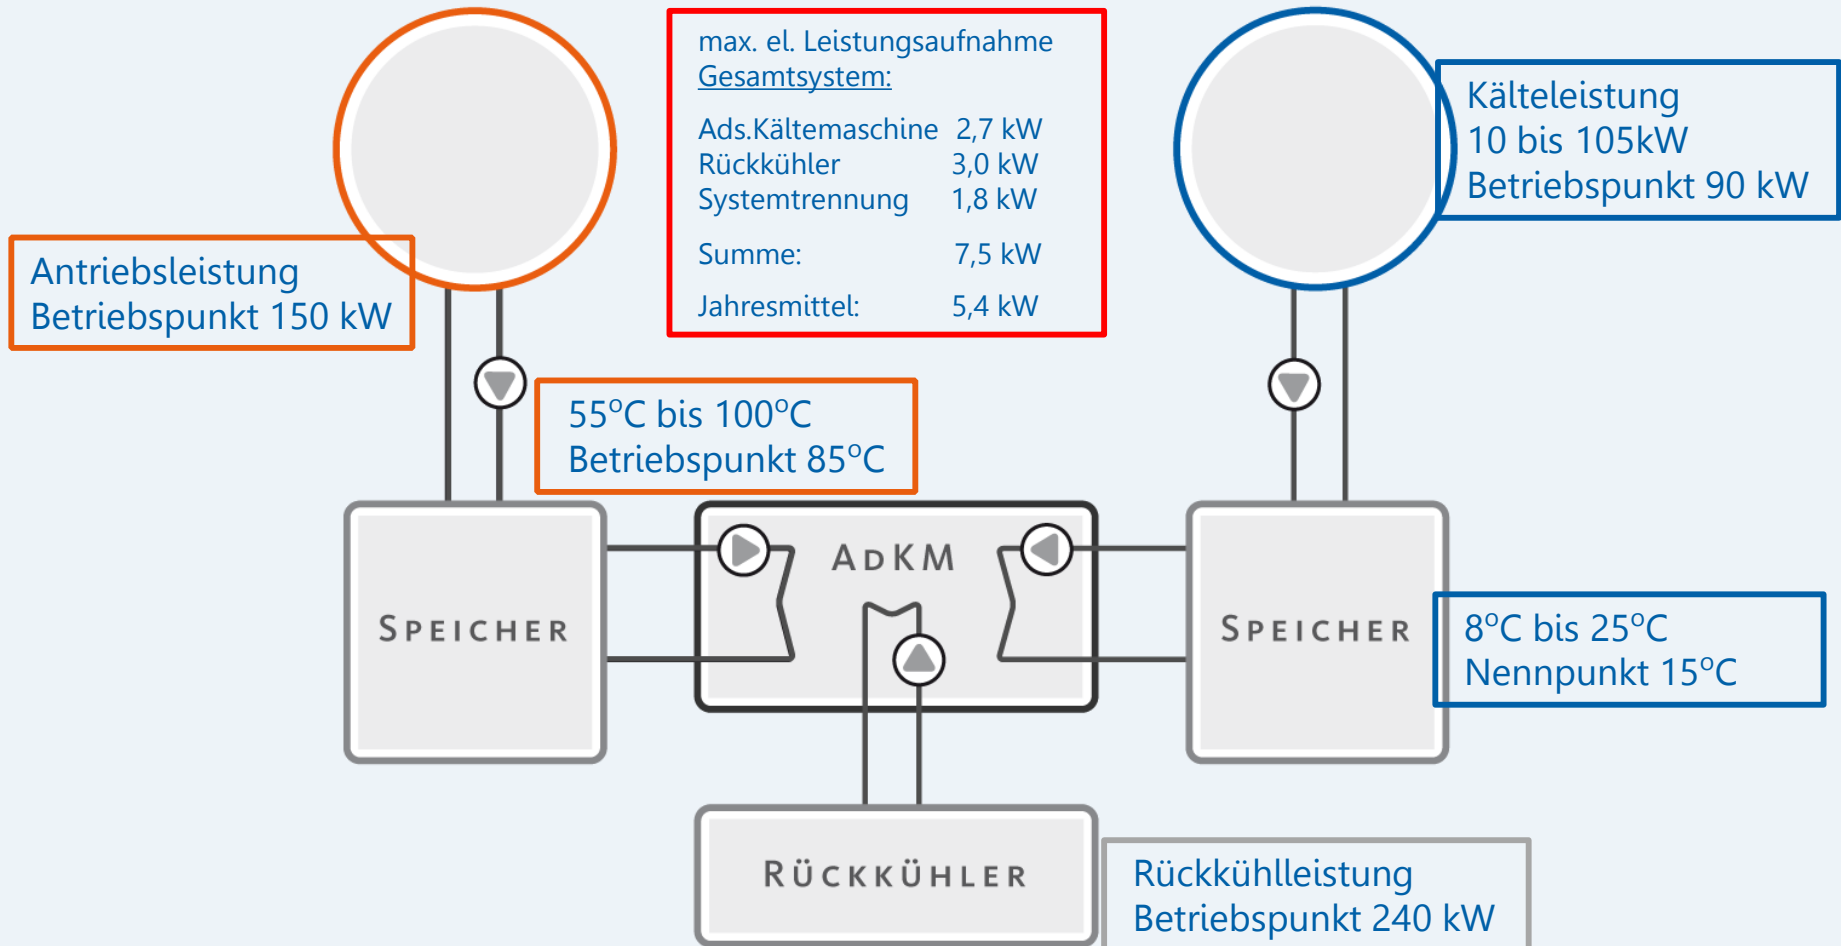 max. el. Leistungsaufnahme
Gesamtsystem:
Ads.Kältemaschine 2,7 kW
Rückkühler 3,0 kW
Systemtrennung 1,8 kW
Summe: 7,5 kW
Jahresmittel: 5,4 kW
Kälteleistung
10 bis 105kW
Betriebspunkt 90 kW
Antriebsleistung
Betriebspunkt 150 kW
55°C bis 100°C
Betriebspunkt 85°C
SPEICHER
ADKM
SPEICHER
8°C bis 25°C
Nennpunkt 15°C
RÜCKKÜHLER
Rückkühlleistung
Betriebspunkt 240 kW